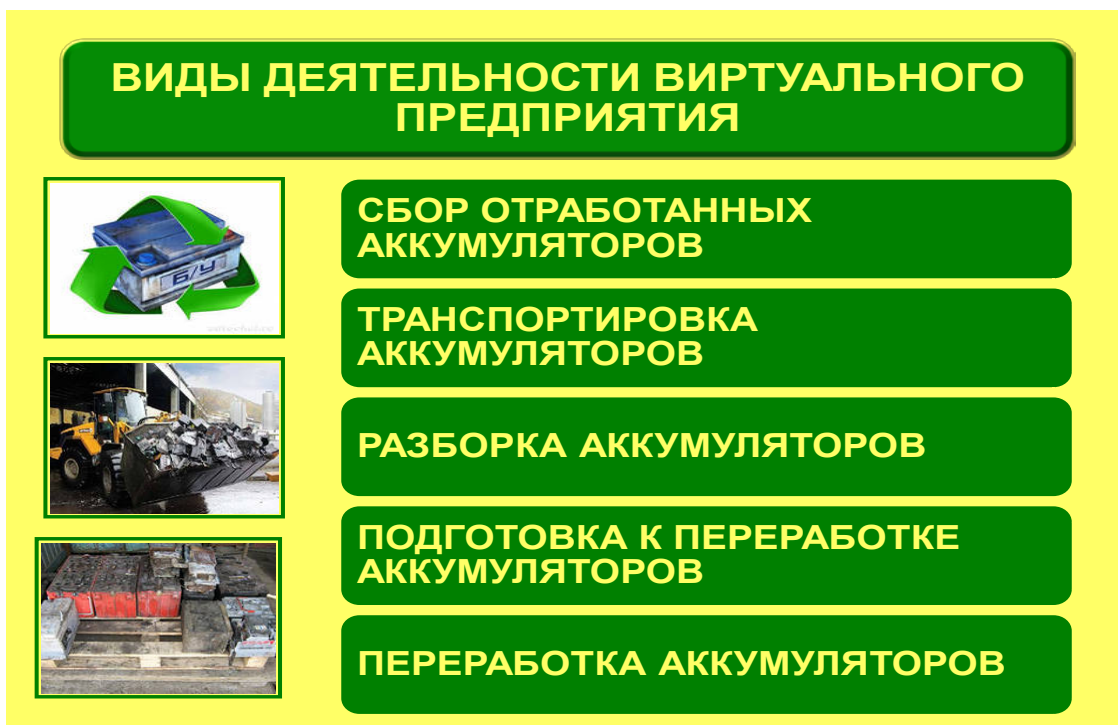 ВИДЫ ДЕЯТЕЛЬНОСТИ ВИРТУАЛЬНОГО
ПРЕДПРИЯТИЯ
Б/У
СБОР ОТРАБОТАННЫХ
АККУМУЛЯТОРОВ
ТРАНСПОРТИРОВКА
АККУМУЛЯТОРОВ
РАЗБОРКА АККУМУЛЯТОРОВ
ПОДГОТОВКА К ПЕРЕРАБОТКЕ
АККУМУЛЯТОРОВ
ПЕРЕРАБОТКА АККУМУЛЯТОРОВ